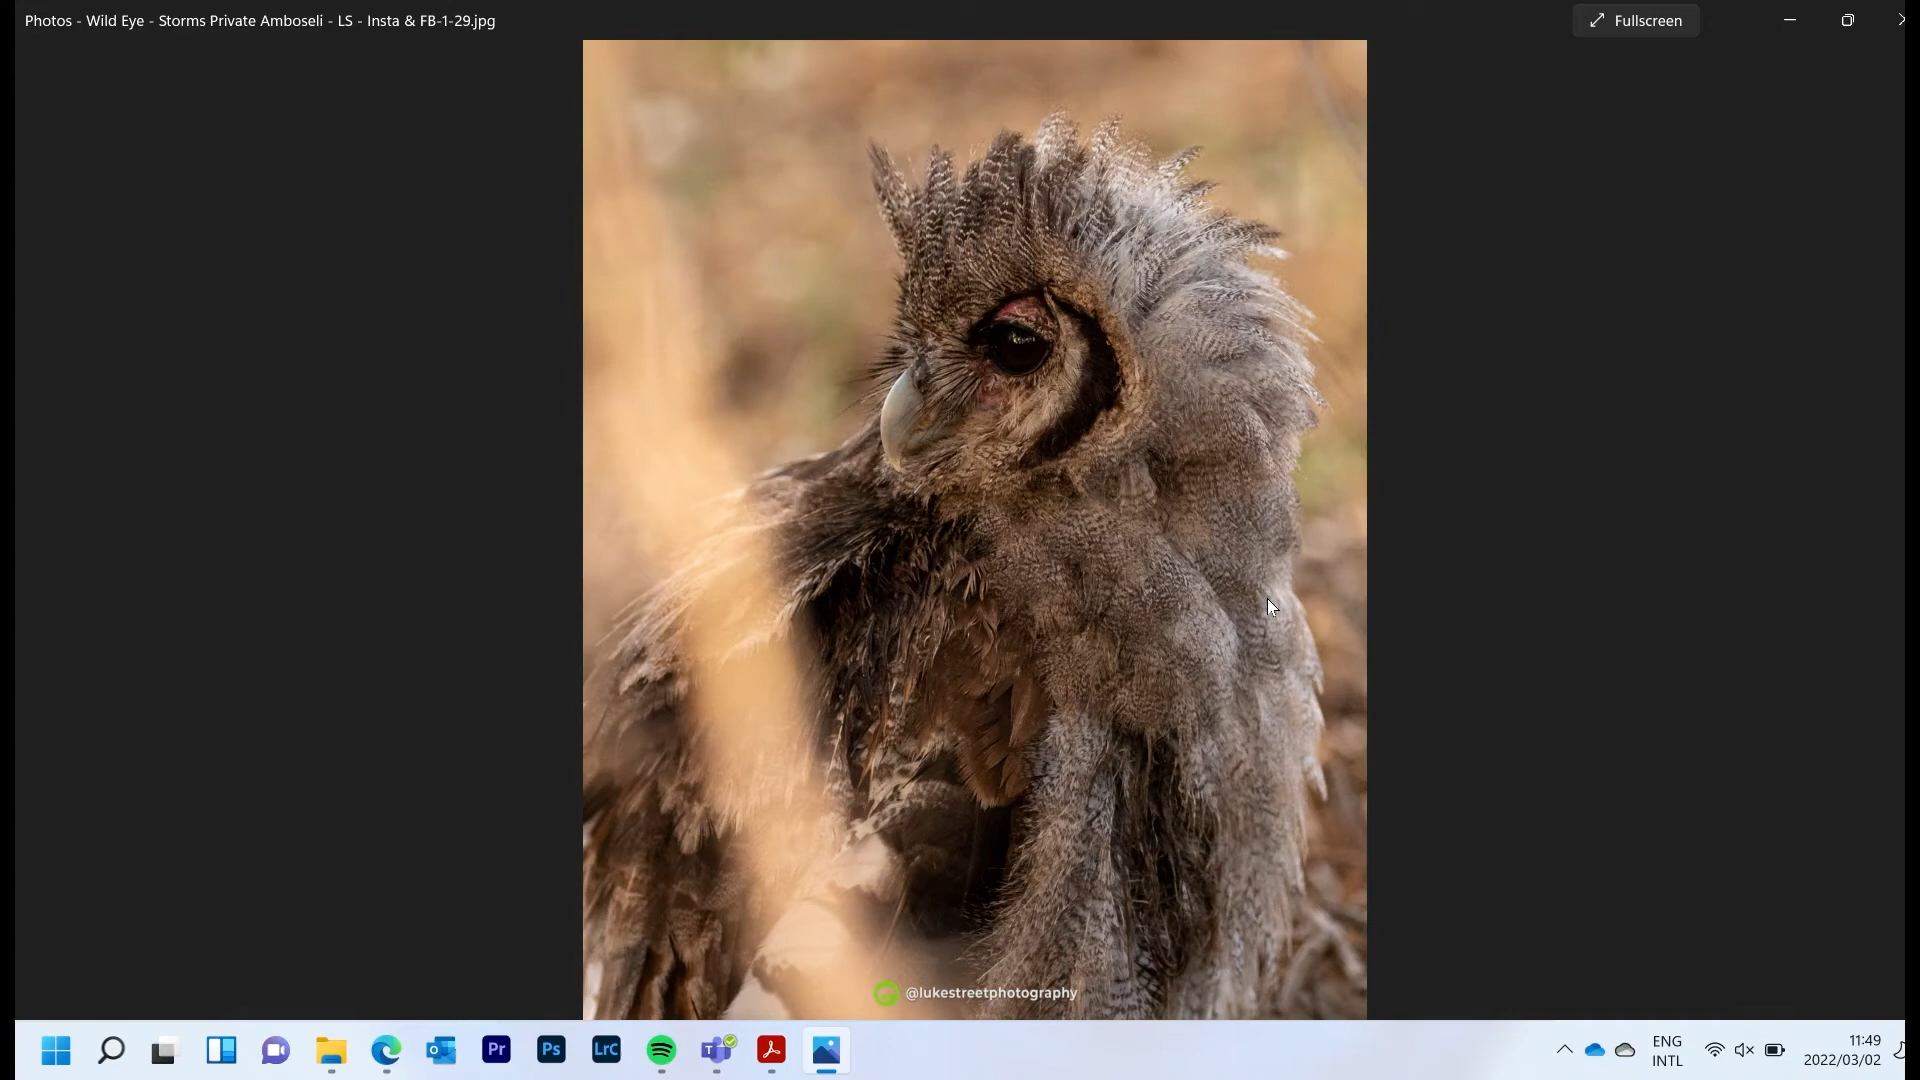 Photos - Wild Eye - Storms Private Amboseli - LS - Insta & FB-1-29.jpg
Fullscreen
@lukestreetphotography
Pr
Ps
LrC
T
ENG
INTL
11:49
2022/03/02